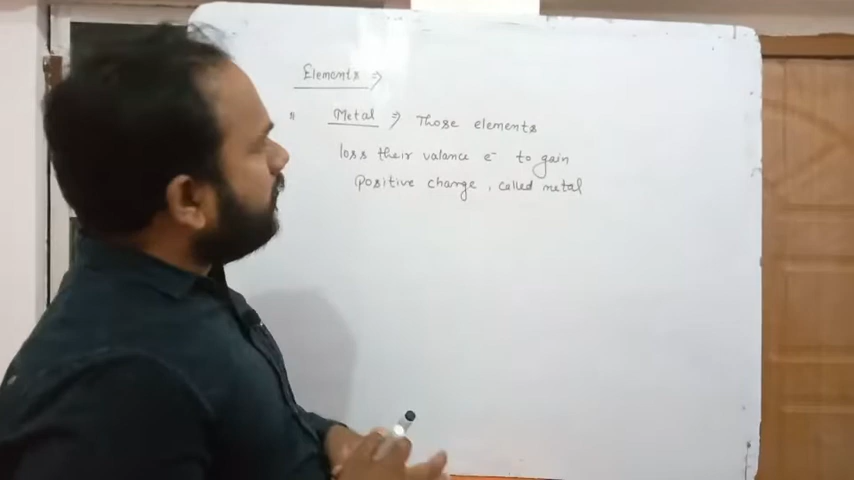 Elements ⇒
Metal ⇒ Those elements
loss their valance e⁻ to gain
positive charge, called metal